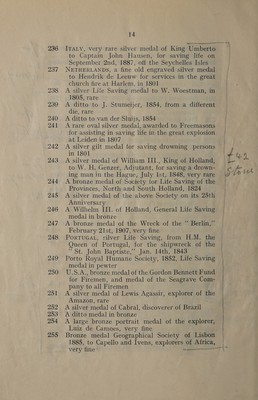 14
236 ITALY, very rare silver medal of King Umberto
to Captain John Hansen, for saving life on
September 2nd, 1887, off the Seychelles Isles
237 NETHERLANDS, a fine old engraved silver medal
to Hendrik de Leeuw for services in the great
church fire at Harlem, in 1801
238 A silver Life Saving medal to W. Woestman, in
1805, rare
239 A ditto to J. Stuurmijer, 1854, from a different
die, rare
240 A ditto to van der Sluijs, 1854
241 A rare oval silver medal, awarded to Freemasons
for assisting in saving life in the great explosion
at Leiden in 1807
242 A silver gilt medal for saving drowning persons
in 1801
243 A silver medal of William III., King of Holland,
to W. H. Genzer, Adjutant, for saving a drown-
ing man in the Hague, July 1st, 1848, very rare
244 A bronze medal of Society for Life Saving of the
Provinces, North and South Holland, 1824
245 A silver medal of the above Society on its 25th
Anniversary
246 A Wilhelm III. of Holland, General Life Saving
medal in bronze
247 A bronze medal of the Wreck of the "Berlin,"
February 21st, 1907, very fine
248 PORTUGAL, silver Life Saving, from H.M. the
Queen of Portugal, for the shipwreck of the
"St. John Baptiste," Jan. 14th, 1843
249 Porto Royal Humane Society, 1852, Life Saving
medal in pewter
250 U.S.A., bronze medal of the Gordon Bennett Fund
for Firemen, and medal of the Seagrave Com-
pany to all Firemen
251 A silver medal of Lewis Agassiz, explorer of the
Amazon, rare
252 A silver medal of Cabral, discoverer of Brazil
253 A ditto medal in bronze
254 A large bronze portrait medal of the explorer,
Luiz de Camoes, very fine
255 Bronze medal Geographical Society of Lisbon
1885, to Capello and Ivens, explorers of Africa,
very fine
£42